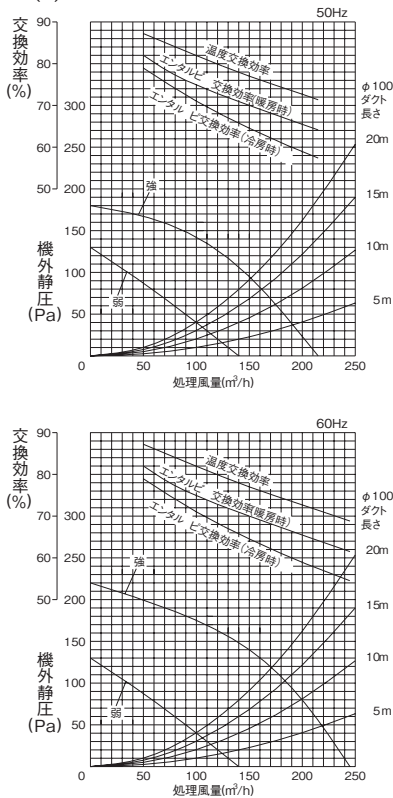 50Hz
交換効率(%)
90
80
70
60
50
300
250
200
150
100
50
0
機外静圧(Pa)
温度交換効率
エンタルピ 交換効率(暖房時)
エンタル ピ交換効率(冷房時)
強
弱
φ100
ダクト
長さ
20m
15m
10m
5m
0 50 100 150 200 250
処理風量(m³/h)
60Hz
交換効率(%)
90
80
70
60
50
300
250
200
150
100
50
0
機外静圧(Pa)
温度交換効率
エンタルピ 交換効率(暖房時)
エンタル ピ交換効率(冷房時)
強
弱
φ100
ダクト
長さ
20m
15m
10m
5m
50 100 150 200 250
処理風量(m³/h)